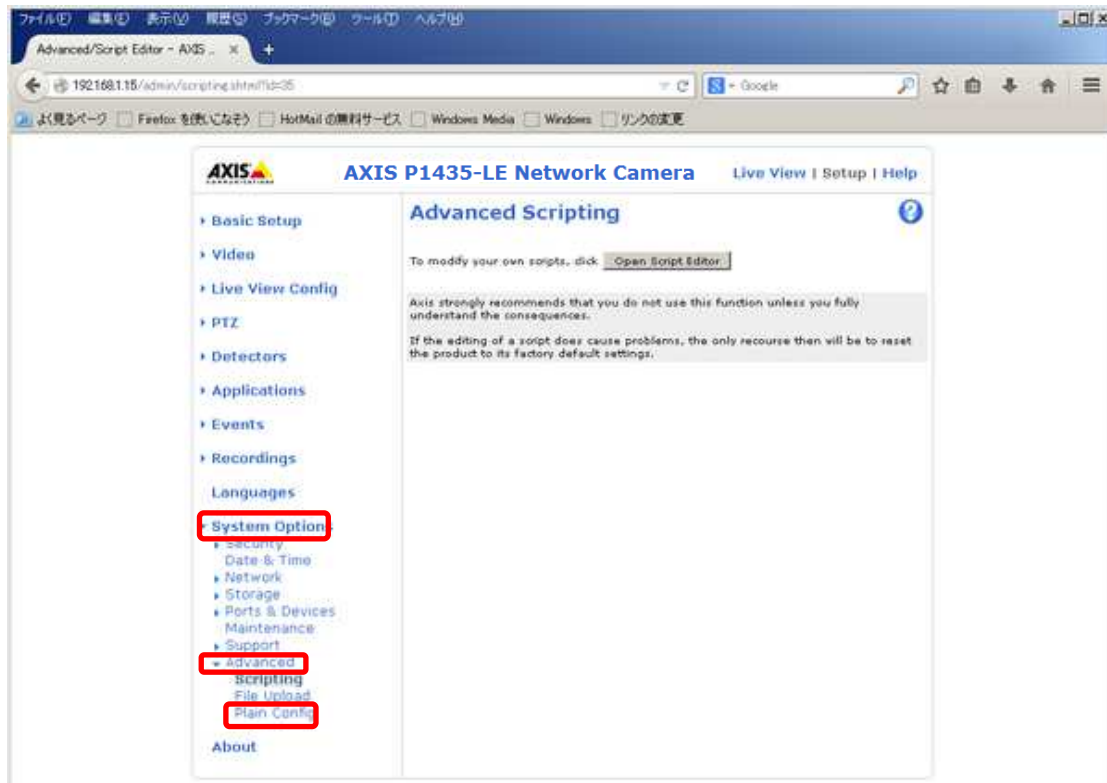 ファイル(F) 編集(E) 表示(V) 履歴(S) ブックマーク(B) ツール(T) ヘルプ(H)
Advanced/Script Editor - AXIS ..
192.168.1.15/admin/scripting.shtml?id=35
Google
よく見るページ Firefox を使いこなそう HotMail の無料サービス Windows Media Windows リンクの変更
AXIS COMMUNICATIONS
AXIS P1435-LE Network Camera
Live View | Setup | Help
Basic Setup
Video
Live View Config
PTZ
Detectors
Applications
Events
Recordings
Languages
System Options
Security
Date & Time
Network
Storage
Ports & Devices
Maintenance
Support
Advanced
Scripting
File Upload
Plain Config
About
Advanced Scripting
To modify your own scripts, click Open Script Editor
Axis strongly recommends that you do not use this function unless you fully
understand the consequences.
If the editing of a script does cause problems, the only recourse then will be to reset
the product to its factory default settings.